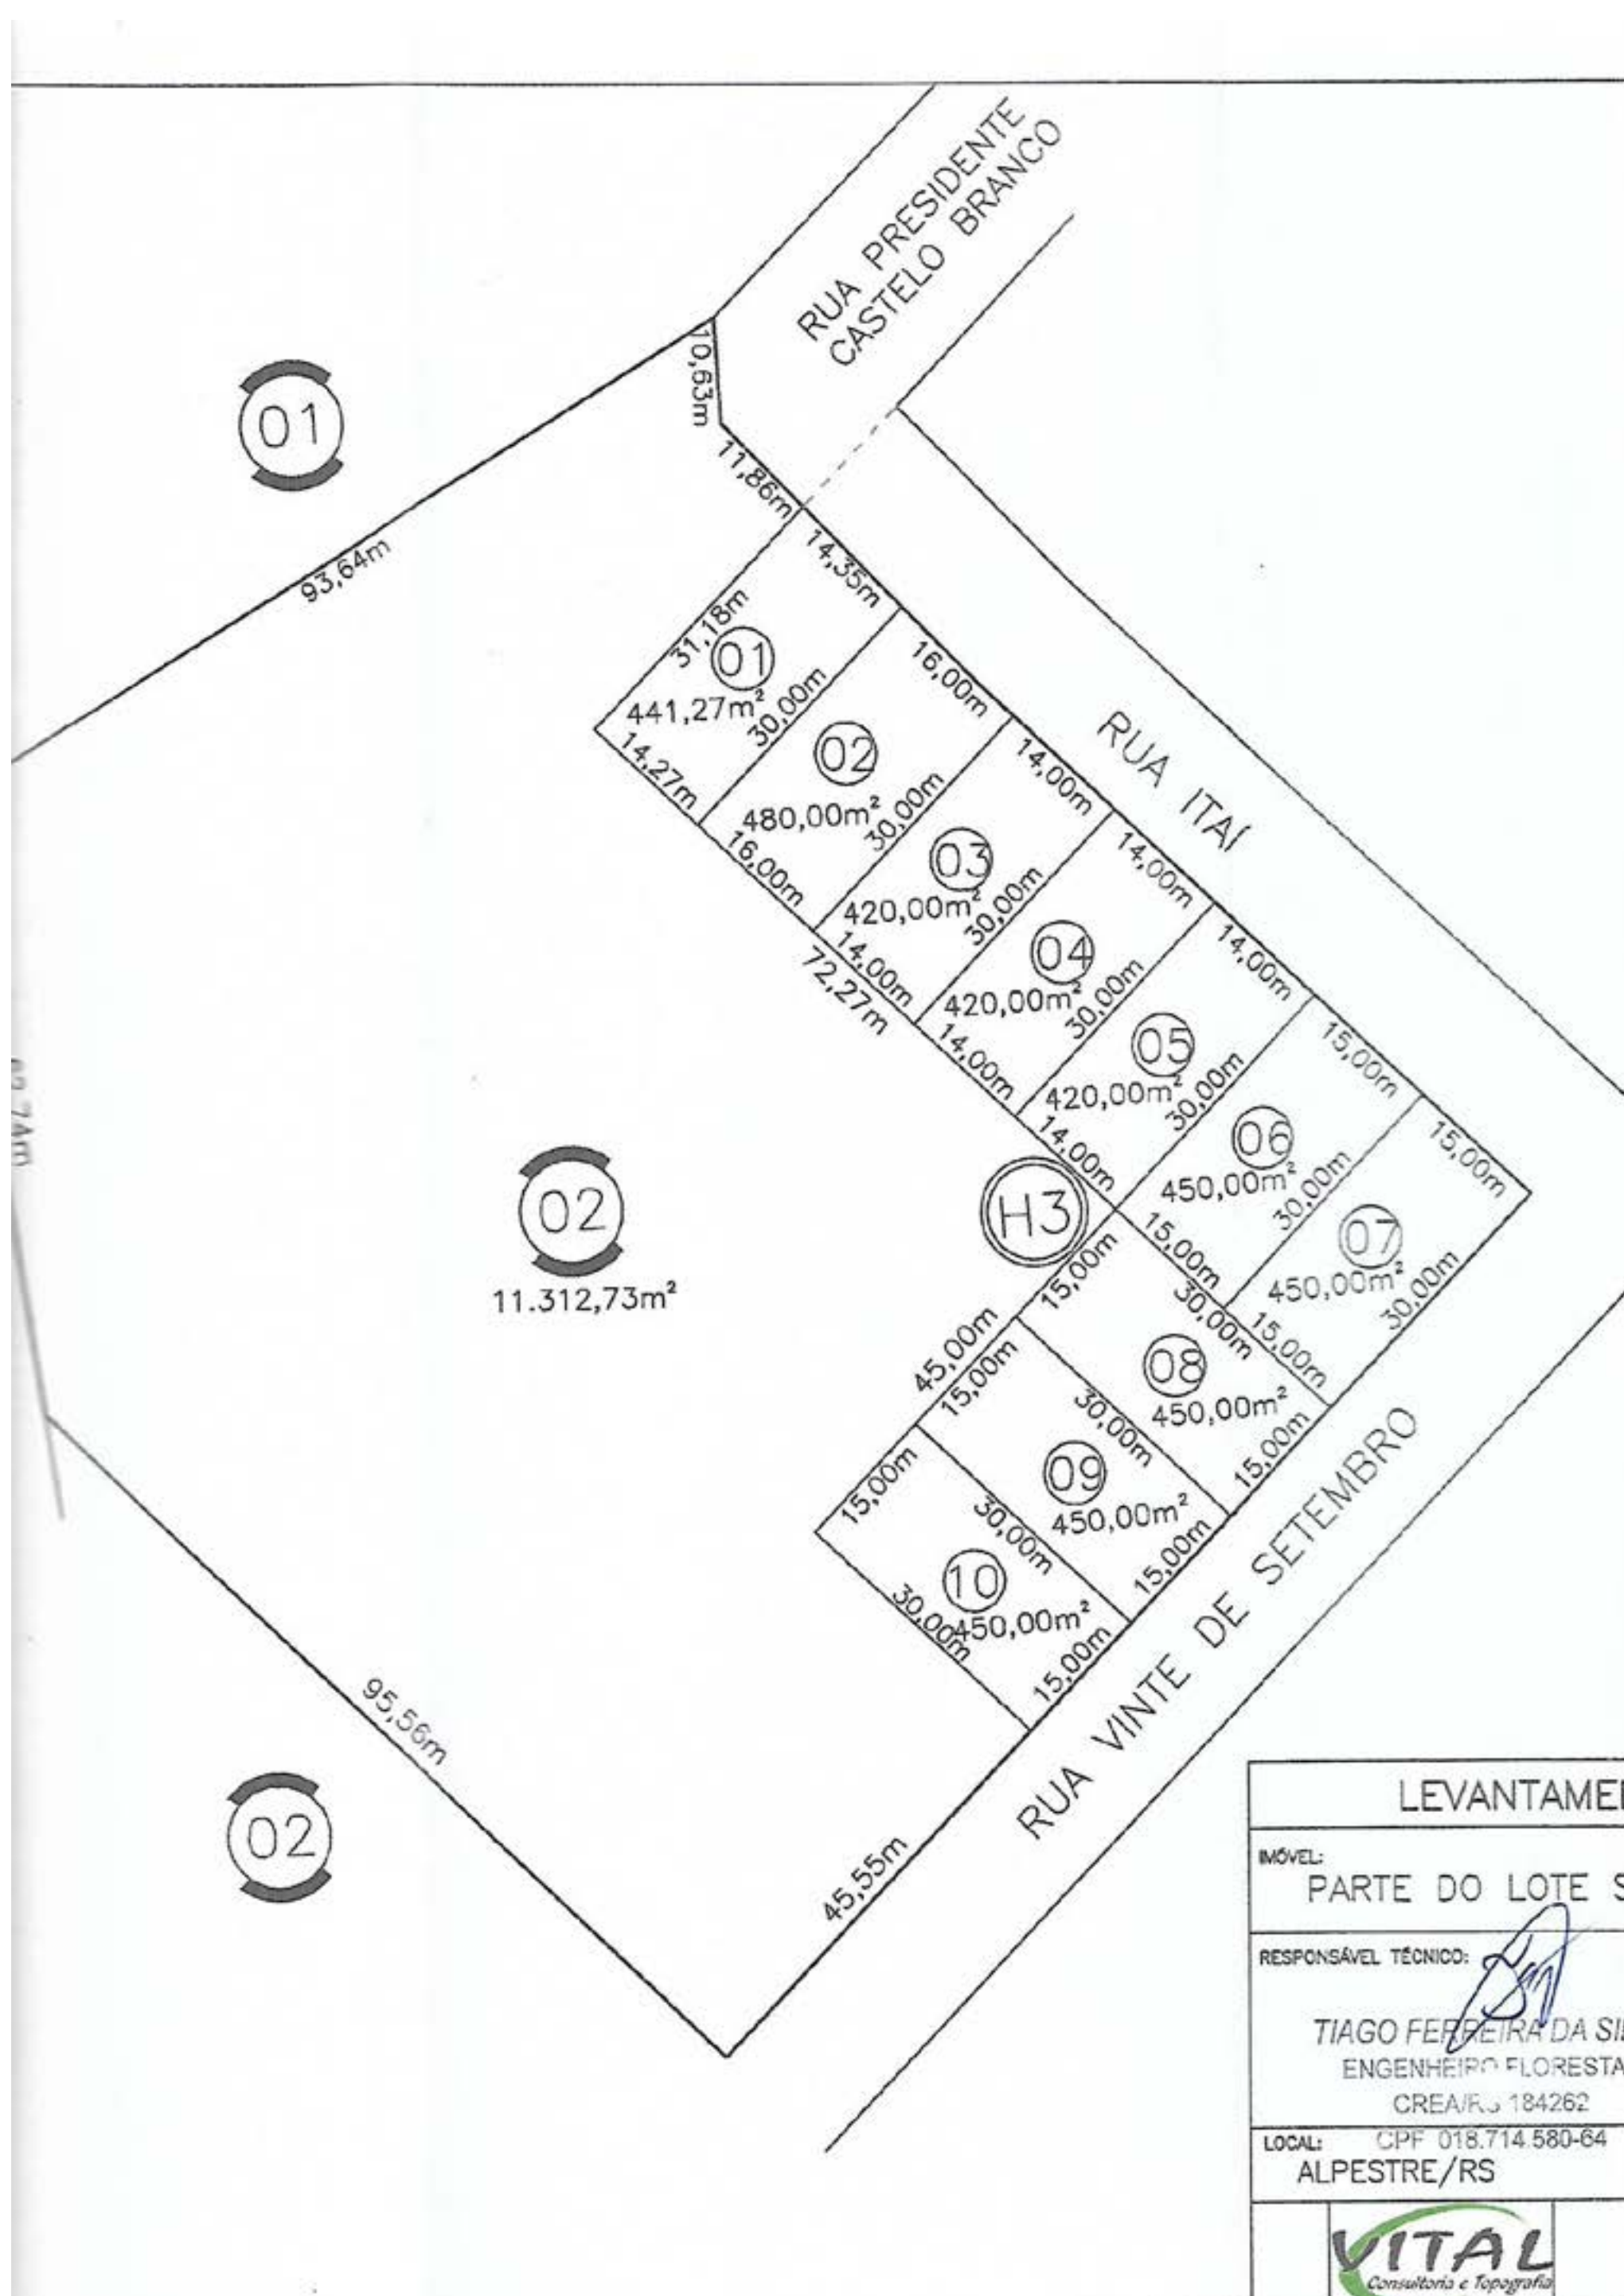 RUA PRESIDENTE
CASTELO BRANCO
10,63m
01
11,86m
93,64m
14,35m
31,18m
01
441,27m²
30,00m
14,27m
16,00m
02
480,00m²
30,00m
16,00m
14,00m
RUA ITAÍ
03
420,00m²
30,00m
14,00m
72,27m
14,00m
04
420,00m²
30,00m
14,00m
14,00m
05
420,00m²
30,00m
14,00m
15,00m
06
450,00m²
30,00m
15,00m
15,00m
07
450,00m²
30,00m
15,00m
H3
02
11.312,73m²
15,00m
30,00m
08
450,00m²
15,00m
45,00m
15,00m
30,00m
09
450,00m²
15,00m
15,00m
30,00m
10
450,00m²
30,00m
15,00m
RUA VINTE DE SETEMBRO
95,56m
02
45,55m
LEVANTAME
IMÓVEL:
PARTE DO LOTE S
RESPONSÁVEL TÉCNICO:
TIAGO FERREIRA DA SI
ENGENHEIRO FLORESTA
CREA/RS 184262
LOCAL: CPF 018.714.580-64
ALPESTRE/RS
VITAL
Consultoria e Topografia